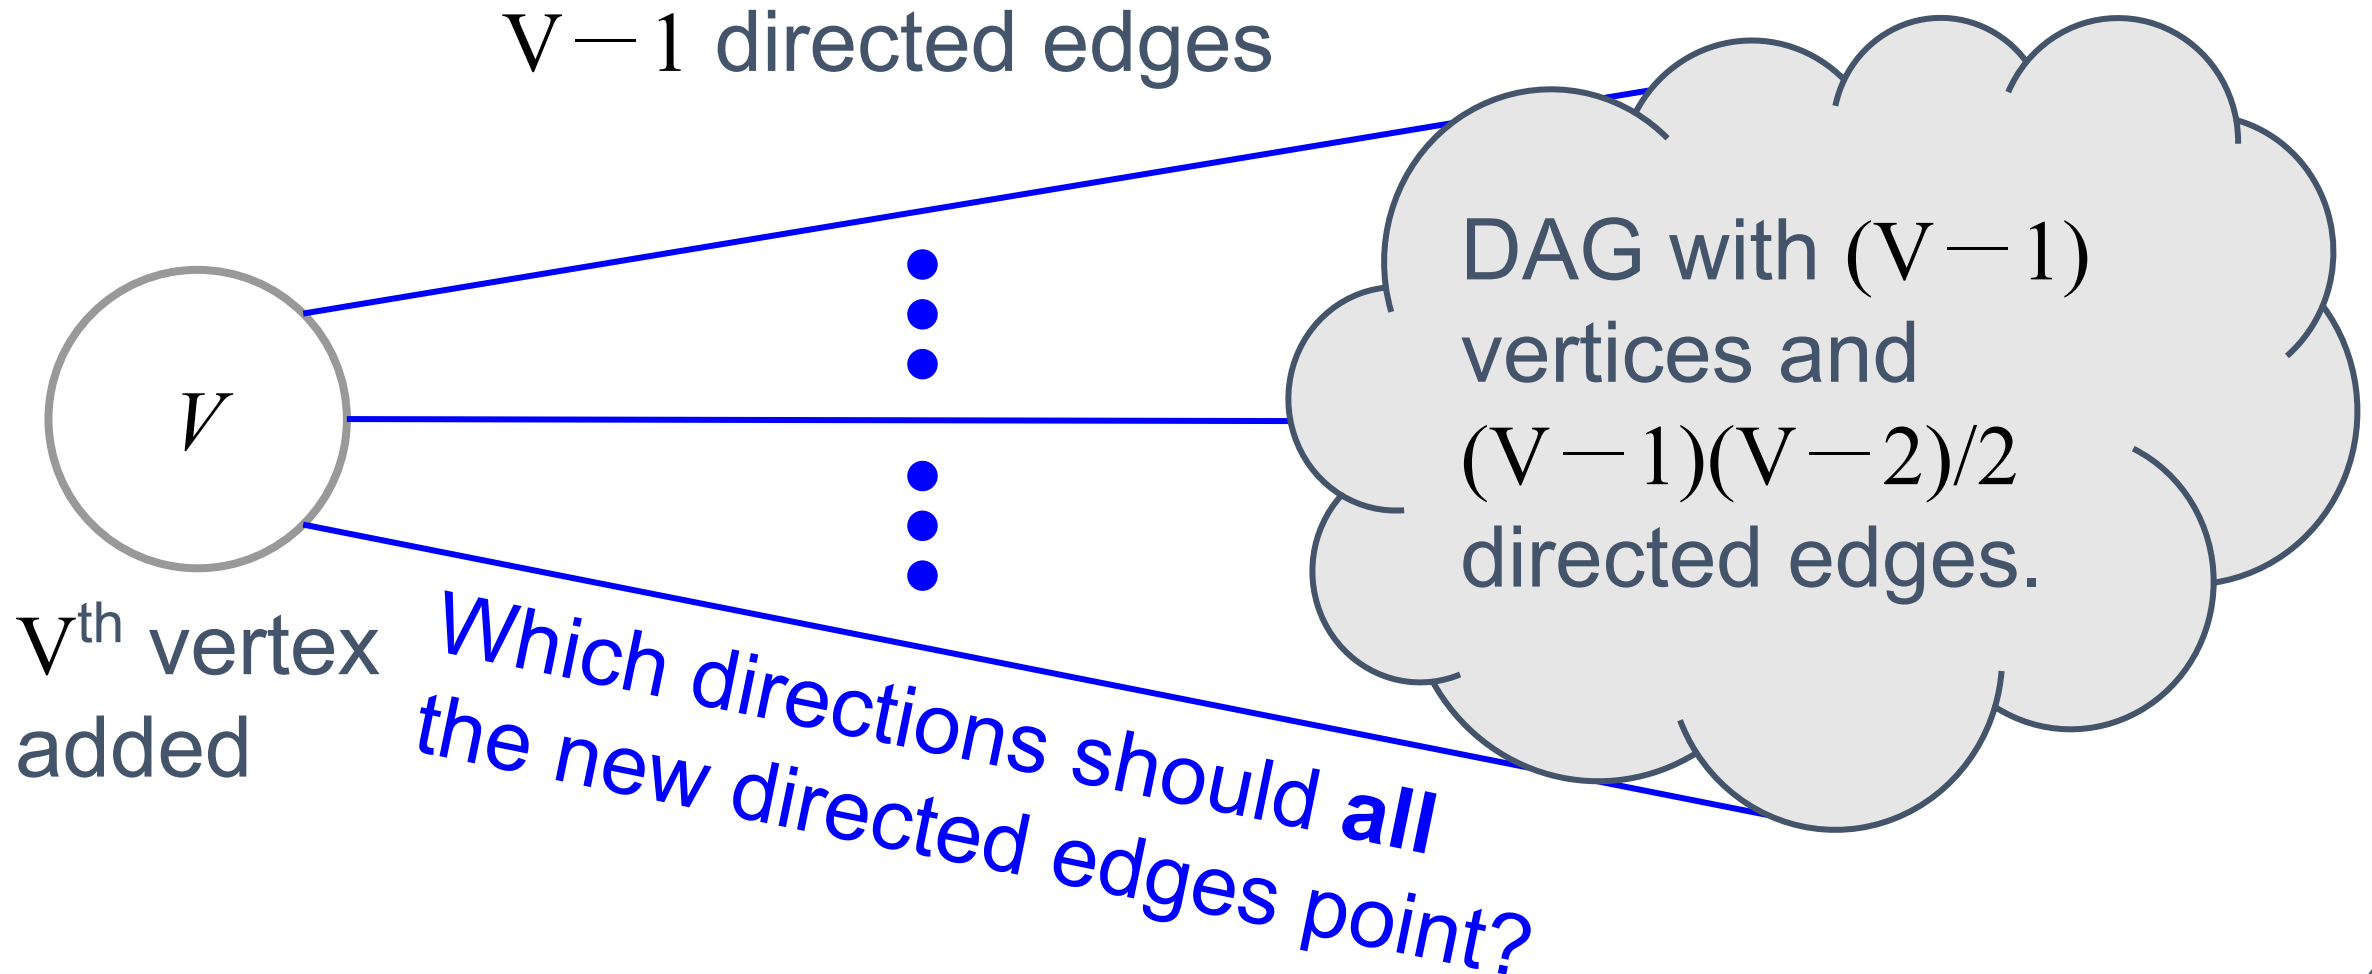 V－1 directed edges
DAG with (V－1)
vertices and
(V－1)(V－2)/2
directed edges.
V
Vth vertex
added
Which directions should all
the new directed edges point?